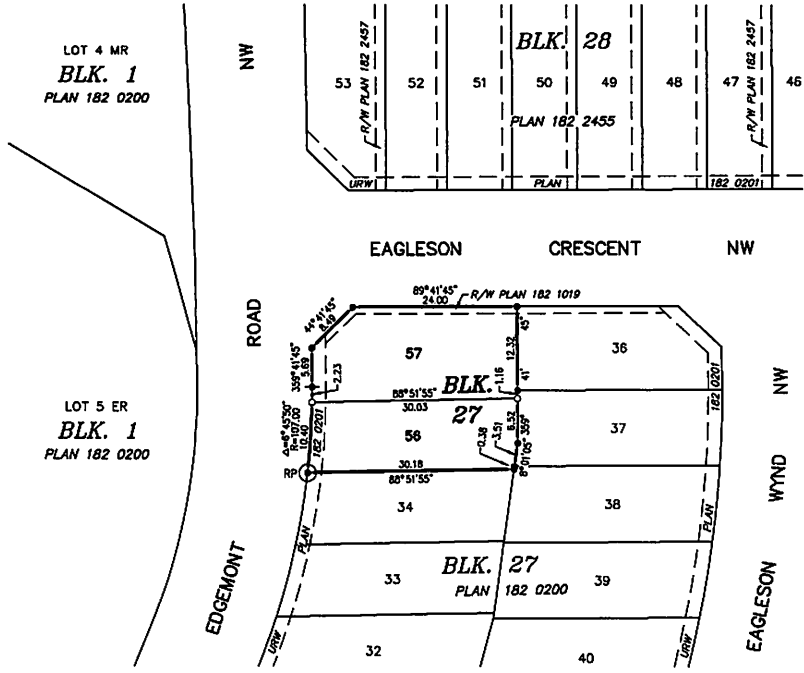 LOT 4 MR
BLK. 1
PLAN 182 0200
NW
BLK. 28
53
52
51
50
49
48
47
46
R/W PLAN 182 2457
R/W PLAN 182 2457
PLAN 182 2455
URW
PLAN
182 0201
EAGLESON
CRESCENT
NW
ROAD
89°41'45"
24.00
R/W PLAN 182 1019
44°41'45"
8.49
359°41'45"
5.69
2.23
57
12.32
45"
41'
1.16
36
182 0201
NW
88°51'55"
30.03
BLK.
27
LOT 5 ER
BLK. 1
PLAN 182 0200
Δ=6°45'50"
R=107.00
10.40
182 0201
56
6.52
359°
3.51
0.38
8°01'05"
37
RP
30.18
88°51'55"
34
38
WYND
PLAN
PLAN
EDGEMONT
33
BLK. 27
PLAN 182 0200
39
EAGLESON
URW
32
40
URW